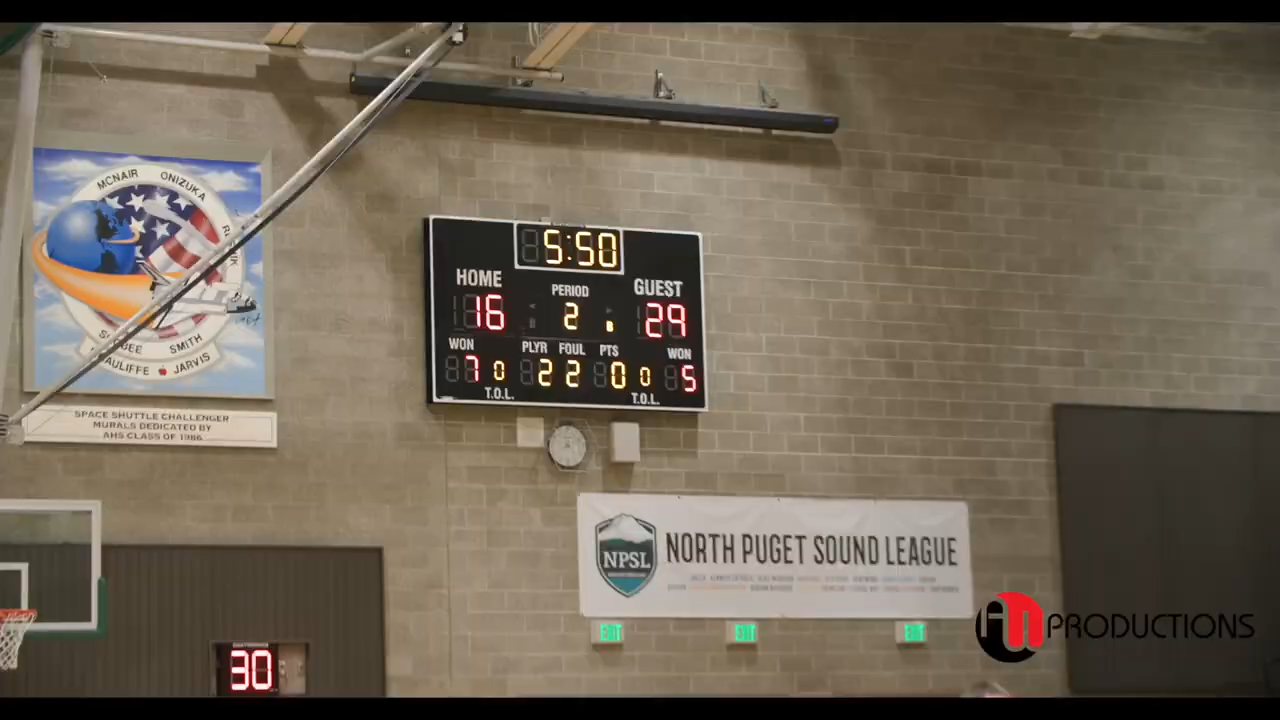 MCNAIR ONIZUKA
SMITH
JARVIS
SPACE SHUTTLE CHALLENGER
MURALS DEDICATED BY
AHS CLASS OF 1986
5:50
HOME
PERIOD
GUEST
16
2
29
WON
PLYR FOUL PTS
WON
7 0 22 2 0 0 5
T.O.L.
T.O.L.
NPSL
NORTH PUGET SOUND LEAGUE
EXIT
EXIT
EXIT
30
PRODUCTIONS